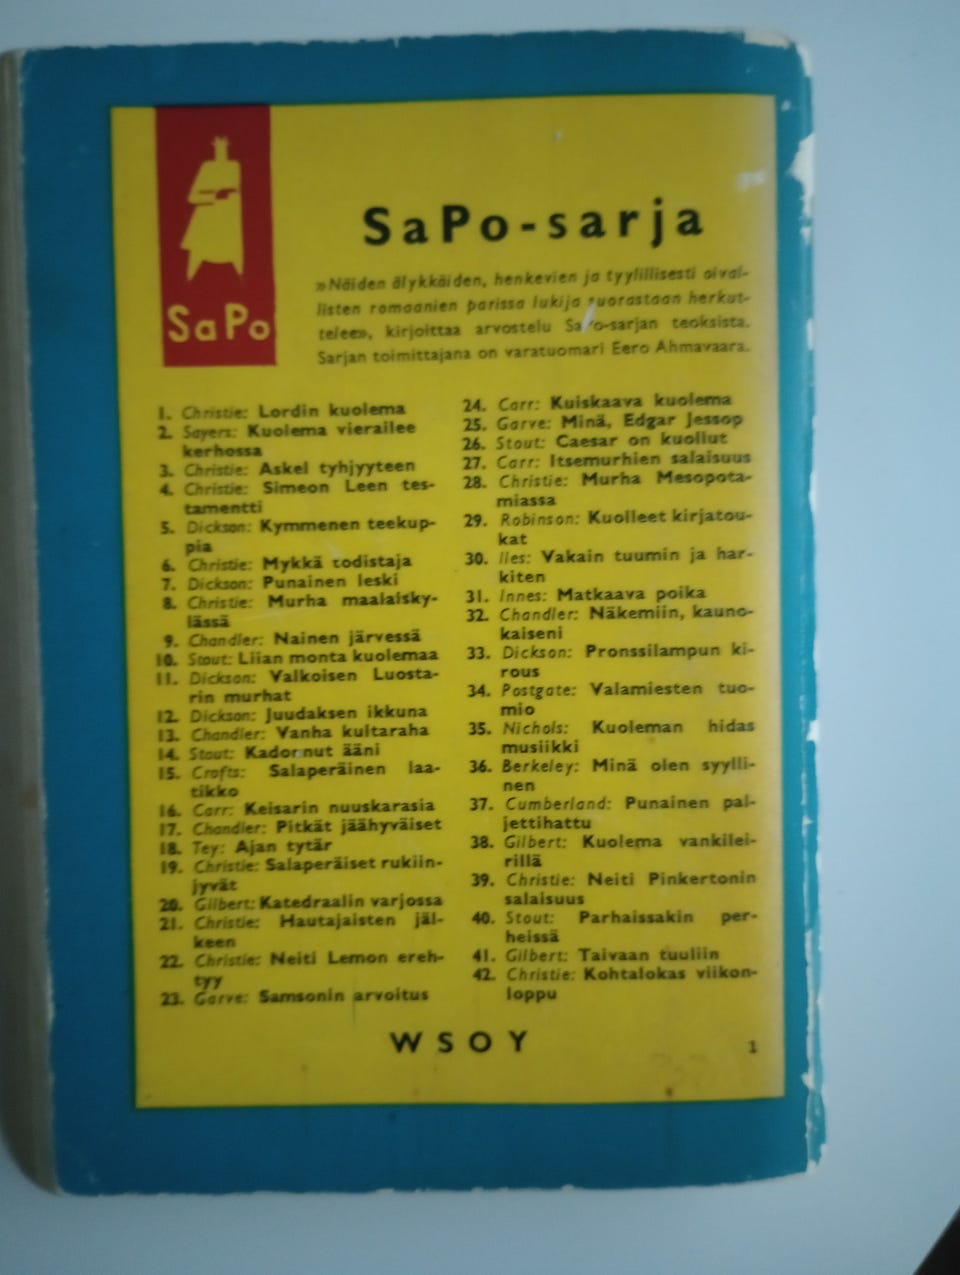 SaPo
SaPo-sarja
»Näiden älykkäiden, henkevien ja tyylillisesti oival-
listen romaanien parissa lukija suorastaan herkut-
telee», kirjoittaa arvostelu SaPo-sarjan teoksista.
Sarjan toimittajana on varatuomari Eero Ahmavaara.
1. Christie: Lordin kuolema
2. Sayers: Kuolema vierailee
kerhossa
3. Christie: Askel tyhjyyteen
4. Christie: Simeon Leen tes-
tamentti
5. Dickson: Kymmenen teekup-
pia
6. Christie: Mykkä todistaja
7. Dickson: Punainen leski
8. Christie: Murha maalaisky-
lässä
9. Chandler: Nainen järvessä
10. Stout: Liian monta kuolemaa
11. Dickson: Valkoisen Luosta-
rin murhat
12. Dickson: Juudaksen ikkuna
13. Chandler: Vanha kultaraha
14. Stout: Kadonnut ääni
15. Crofts: Salaperäinen laa-
tikko
16. Carr: Keisarin nuuskarasia
17. Chandler: Pitkät jäähyväiset
18. Tey: Ajan tytär
19. Christie: Salaperäiset rukiin-
jyvät
20. Gilbert: Katedraalin varjossa
21. Christie: Hautajaisten jäl-
keen
22. Christie: Neiti Lemon ereh-
tyy
23. Garve: Samsonin arvoitus
24. Carr: Kuiskaava kuolema
25. Garve: Minä, Edgar Jessop
26. Stout: Caesar on kuollut
27. Carr: Itsemurhien salaisuus
28. Christie: Murha Mesopota-
miassa
29. Robinson: Kuolleet kirjatou-
kat
30. Iles: Vakain tuumin ja har-
kiten
31. Innes: Matkaava poika
32. Chandler: Näkemiin, kauno-
kaiseni
33. Dickson: Pronssilampun ki-
rous
34. Postgate: Valamiesten tuo-
mio
35. Nichols: Kuoleman hidas
musiikki
36. Berkeley: Minä olen syylli-
nen
37. Cumberland: Punainen pal-
jettihattu
38. Gilbert: Kuolema vankilei-
rillä
39. Christie: Neiti Pinkertonin
salaisuus
40. Stout: Parhaissakin per-
heissä
41. Gilbert: Taivaan tuuliin
42. Christie: Kohtalokas viikon-
loppu
WSOY
1